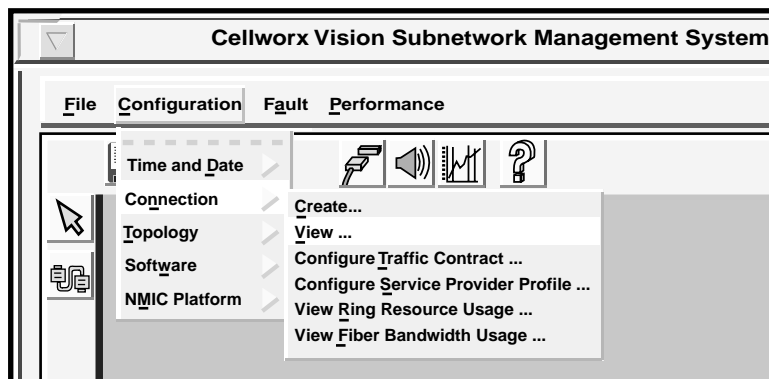 Cellworx Vision Subnetwork Management System
File Configuration Fault Performance
Time and Date
Connection
Topology
Software
NMIC Platform
Create...
View ...
Configure Traffic Contract ...
Configure Service Provider Profile ...
View Ring Resource Usage ...
View Fiber Bandwidth Usage ...